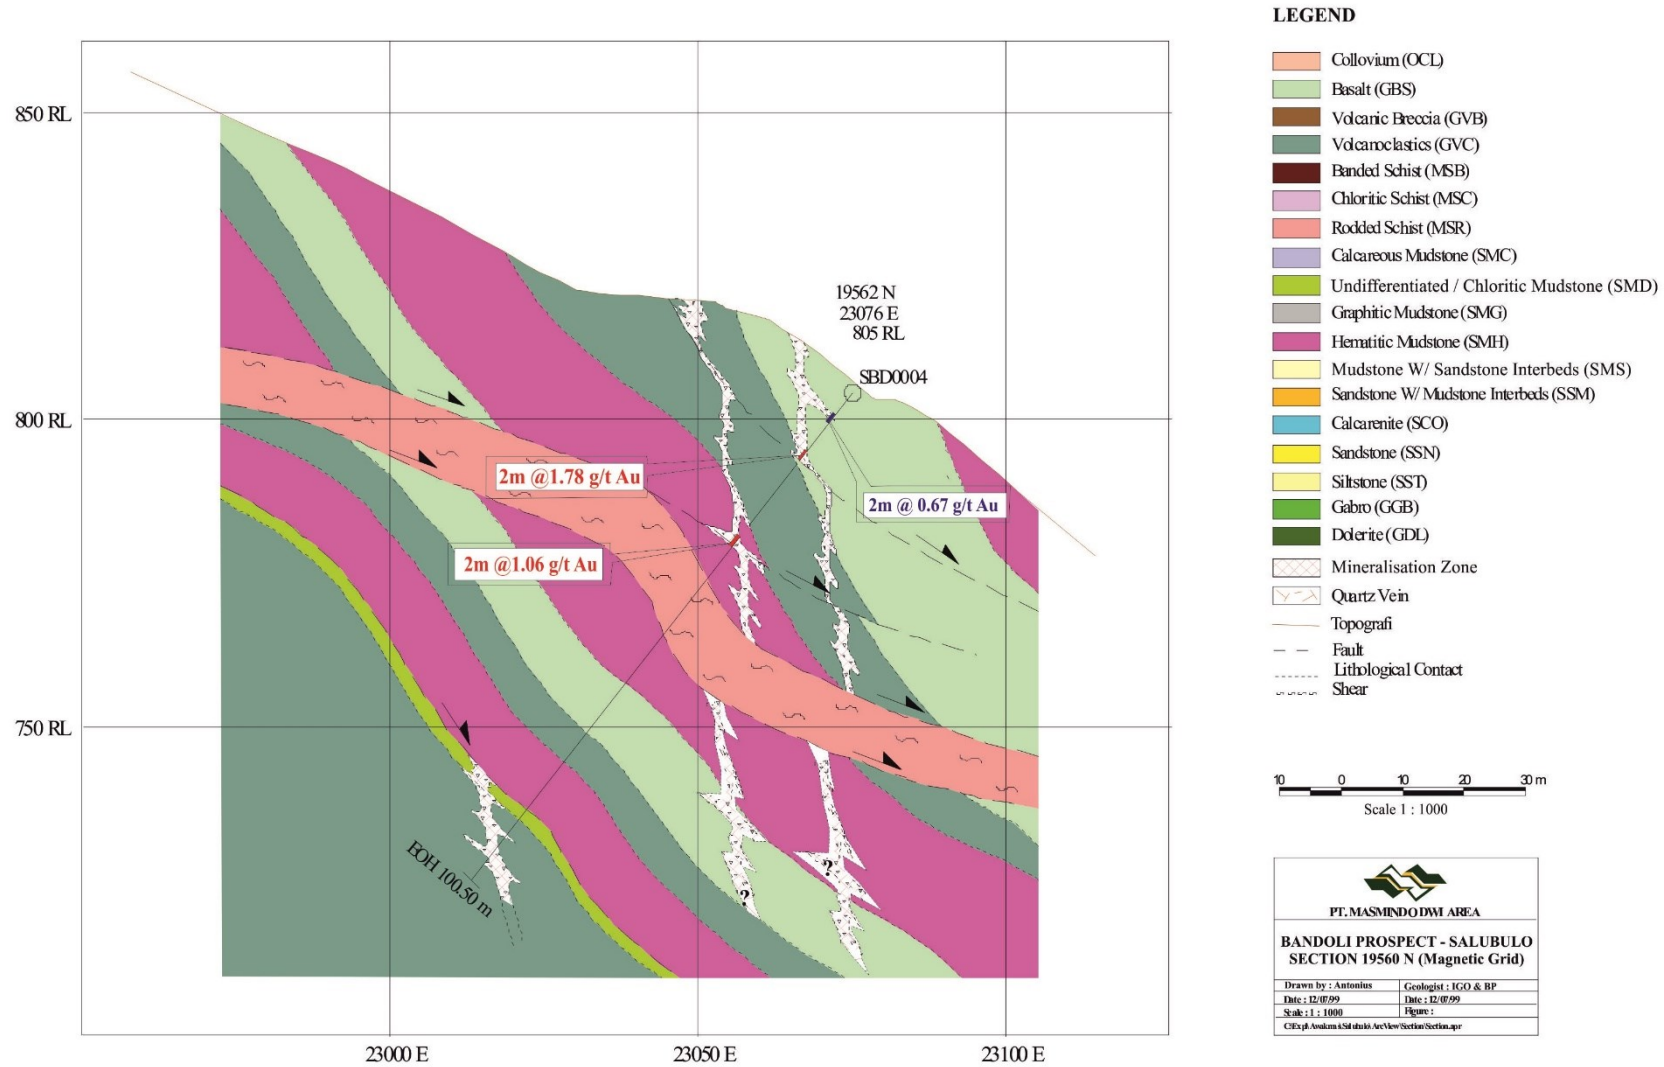 LEGEND
Collovium (OCL)
Basalt (GBS)
Volcanic Breccia (GVB)
Volcanoclastics (GVC)
Banded Schist (MSB)
Chloritic Schist (MSC)
Rodded Schist (MSR)
Calcareous Mudstone (SMC)
Undifferentiated / Chloritic Mudstone (SMD)
Graphitic Mudstone (SMG)
Hematitic Mudstone (SMH)
Mudstone W/ Sandstone Interbeds (SMS)
Sandstone W/ Mudstone Interbeds (SSM)
Calcarenite (SCO)
Sandstone (SSN)
Siltstone (SST)
Gabro (GGB)
Dolerite (GDL)
Mineralisation Zone
Quartz Vein
Topografi
Fault
Lithological Contact
Shear
850 RL
800 RL
750 RL
19562 N
23076 E
805 RL
SBD0004
2m @1.78 g/t Au
2m @ 0.67 g/t Au
2m @1.06 g/t Au
EOH 100.50 m
?
?
23000 E
23050 E
23100 E
10 0 10 20 30 m
Scale 1 : 1000
PT. MASMINDO DWI AREA
BANDOLI PROSPECT - SALUBULO
SECTION 19560 N (Magnetic Grid)
Drawn by : Antonius
Geologist : IGO & BP
Date : 12/07/99
Date : 12/07/99
Scale : 1 : 1000
Figure :